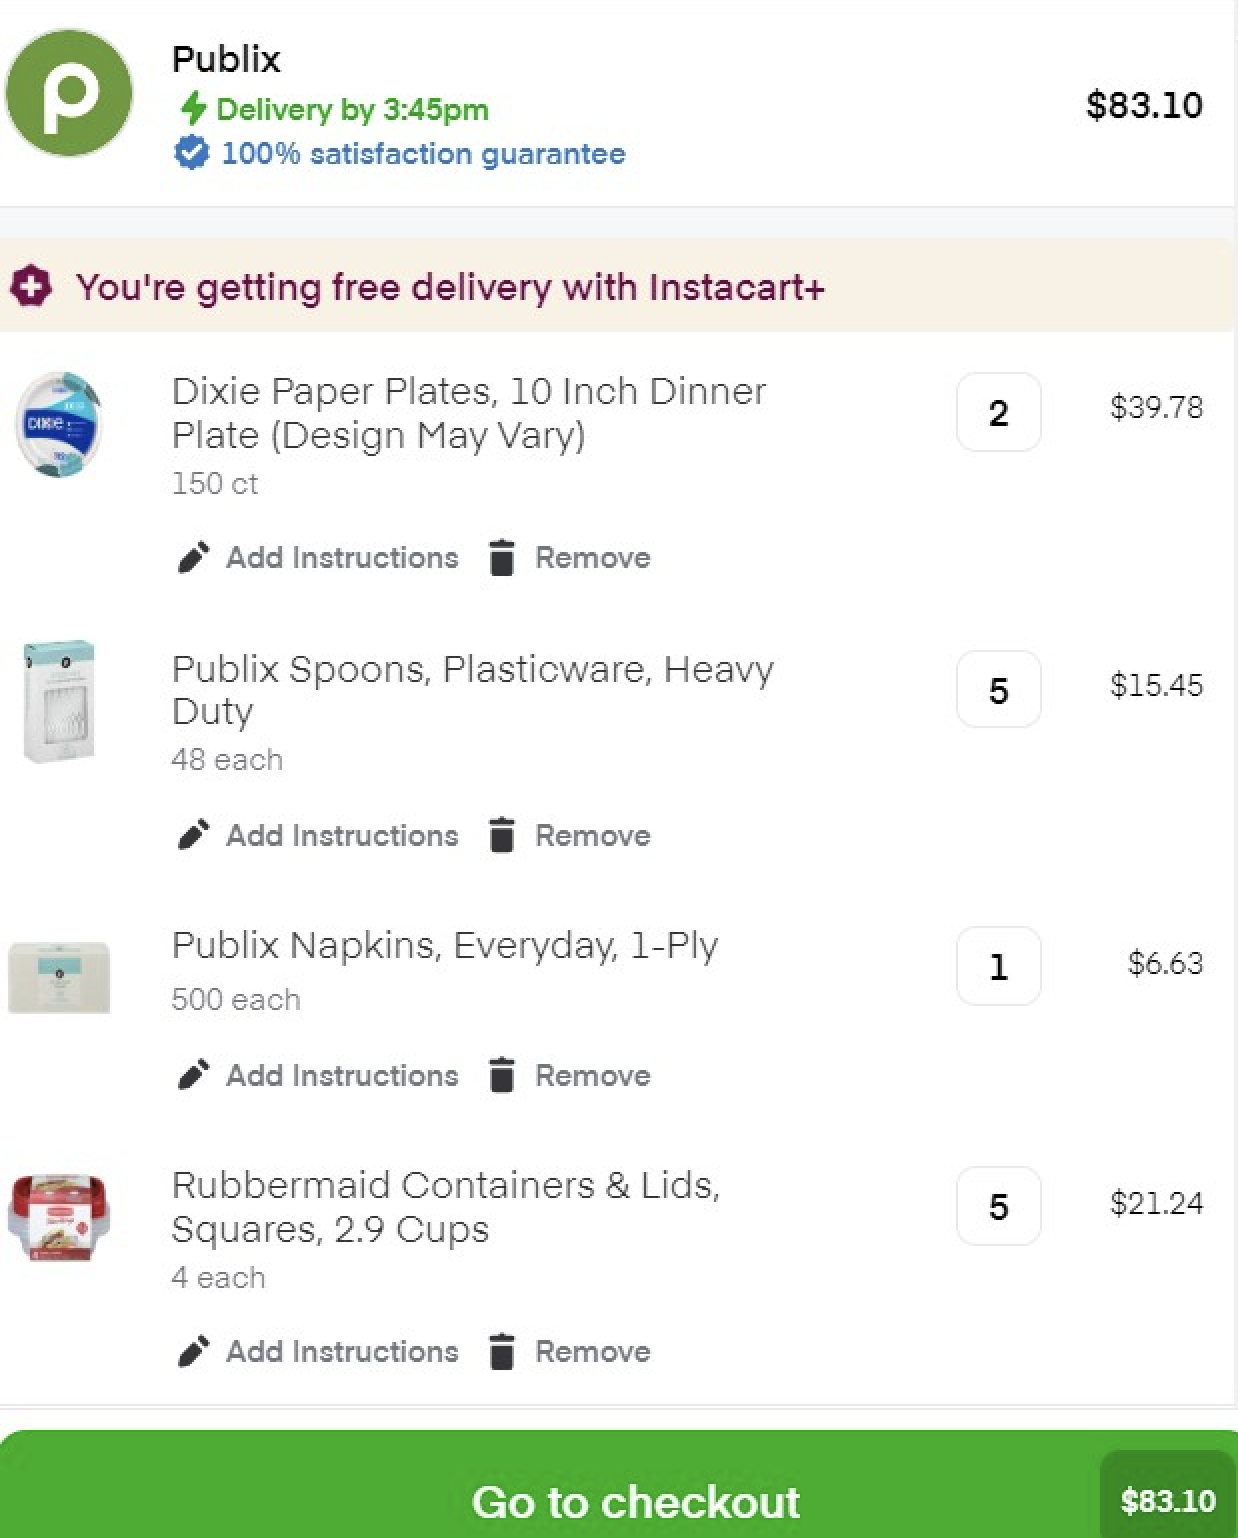 Publix
Delivery by 3:45pm
$83.10
100% satisfaction guarantee
You're getting free delivery with Instacart+
Dixie Paper Plates, 10 Inch Dinner
Plate (Design May Vary)
2
$39.78
150 ct
Add Instructions Remove
DIXIE
Publix Spoons, Plasticware, Heavy
Duty
5
$15.45
48 each
Add Instructions Remove
Publix Napkins, Everyday, 1-Ply
1
$6.63
500 each
Add Instructions Remove
Rubbermaid Containers & Lids,
Squares, 2.9 Cups
5
$21.24
4 each
Add Instructions Remove
Go to checkout
$83.10